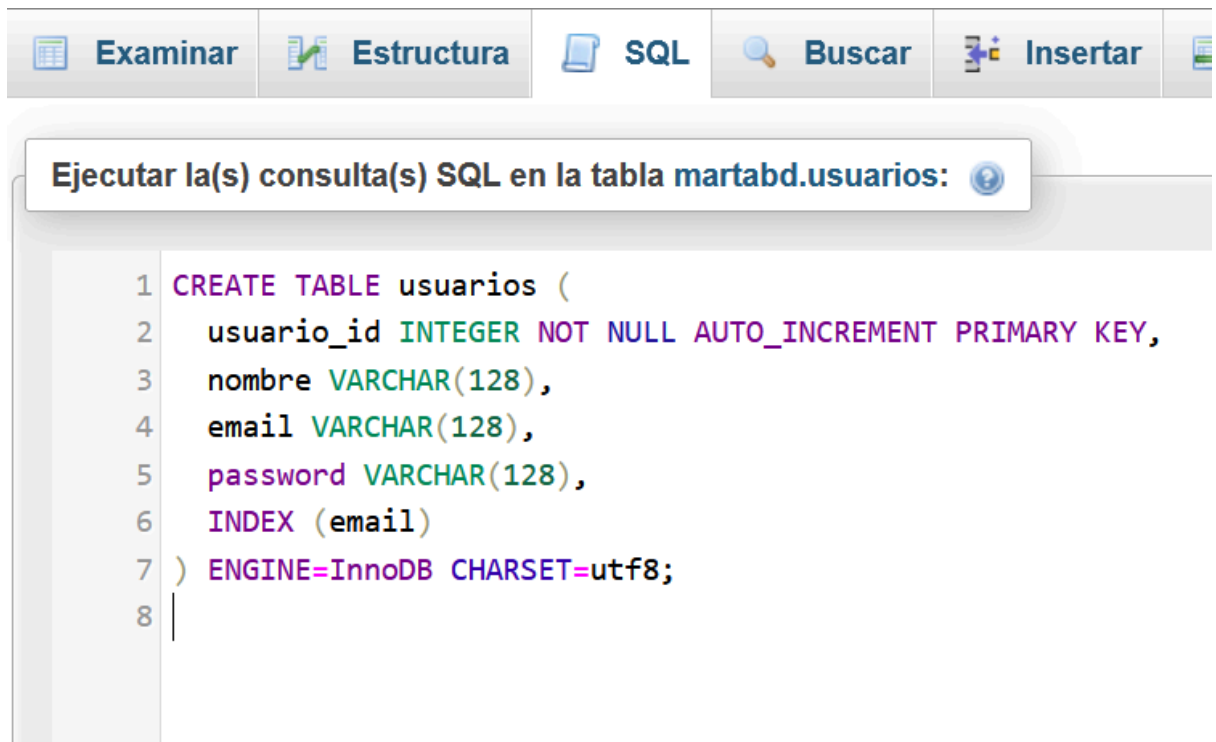 Examinar Estructura SQL Buscar Insertar
Ejecutar la(s) consulta(s) SQL en la tabla martabd.usuarios:
1 CREATE TABLE usuarios (
2 usuario_id INTEGER NOT NULL AUTO_INCREMENT PRIMARY KEY,
3 nombre VARCHAR(128),
4 email VARCHAR(128),
5 password VARCHAR(128),
6 INDEX (email)
7 ) ENGINE=InnoDB CHARSET=utf8;
8